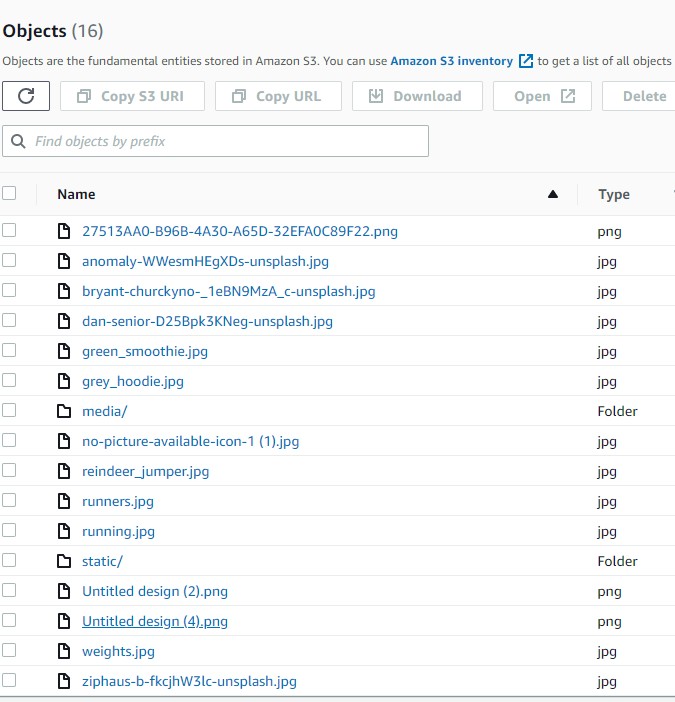 Objects (16)
Objects are the fundamental entities stored in Amazon S3. You can use Amazon S3 inventory to get a list of all objects
Copy S3 URI Copy URL Download Open Delete
Find objects by prefix
Name Type
27513AA0-B96B-4A30-A65D-32EFA0C89F22.png png
anomaly-WWesmHEgXDs-unsplash.jpg jpg
bryant-churckyno-_1eBN9MzA_c-unsplash.jpg jpg
dan-senior-D25Bpk3KNeg-unsplash.jpg jpg
green_smoothie.jpg jpg
grey_hoodie.jpg jpg
media/ Folder
no-picture-available-icon-1 (1).jpg jpg
reindeer_jumper.jpg jpg
runners.jpg jpg
running.jpg jpg
static/ Folder
Untitled design (2).png png
Untitled design (4).png png
weights.jpg jpg
ziphaus-b-fkcjhW3lc-unsplash.jpg jpg